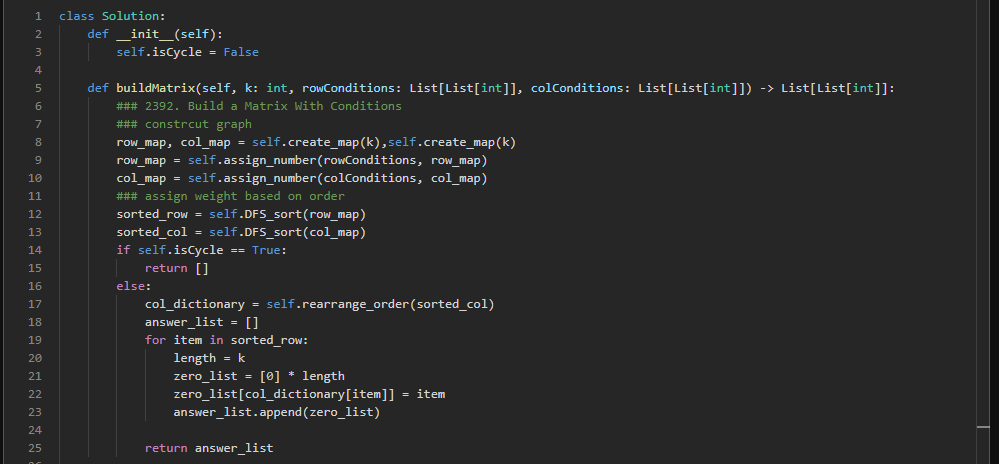 1 class Solution:
2     def __init__(self):
3         self.isCycle = False
4
5     def buildMatrix(self, k: int, rowConditions: List[List[int]], colConditions: List[List[int]]) -> List[List[int]]:
6         ### 2392. Build a Matrix With Conditions
7         ### constrcut graph
8         row_map, col_map = self.create_map(k),self.create_map(k)
9         row_map = self.assign_number(rowConditions, row_map)
10         col_map = self.assign_number(colConditions, col_map)
11         ### assign weight based on order
12         sorted_row = self.DFS_sort(row_map)
13         sorted_col = self.DFS_sort(col_map)
14         if self.isCycle == True:
15             return []
16         else:
17             col_dictionary = self.rearrange_order(sorted_col)
18             answer_list = []
19             for item in sorted_row:
20                 length = k
21                 zero_list = [0] * length
22                 zero_list[col_dictionary[item]] = item
23                 answer_list.append(zero_list)
24
25             return answer_list